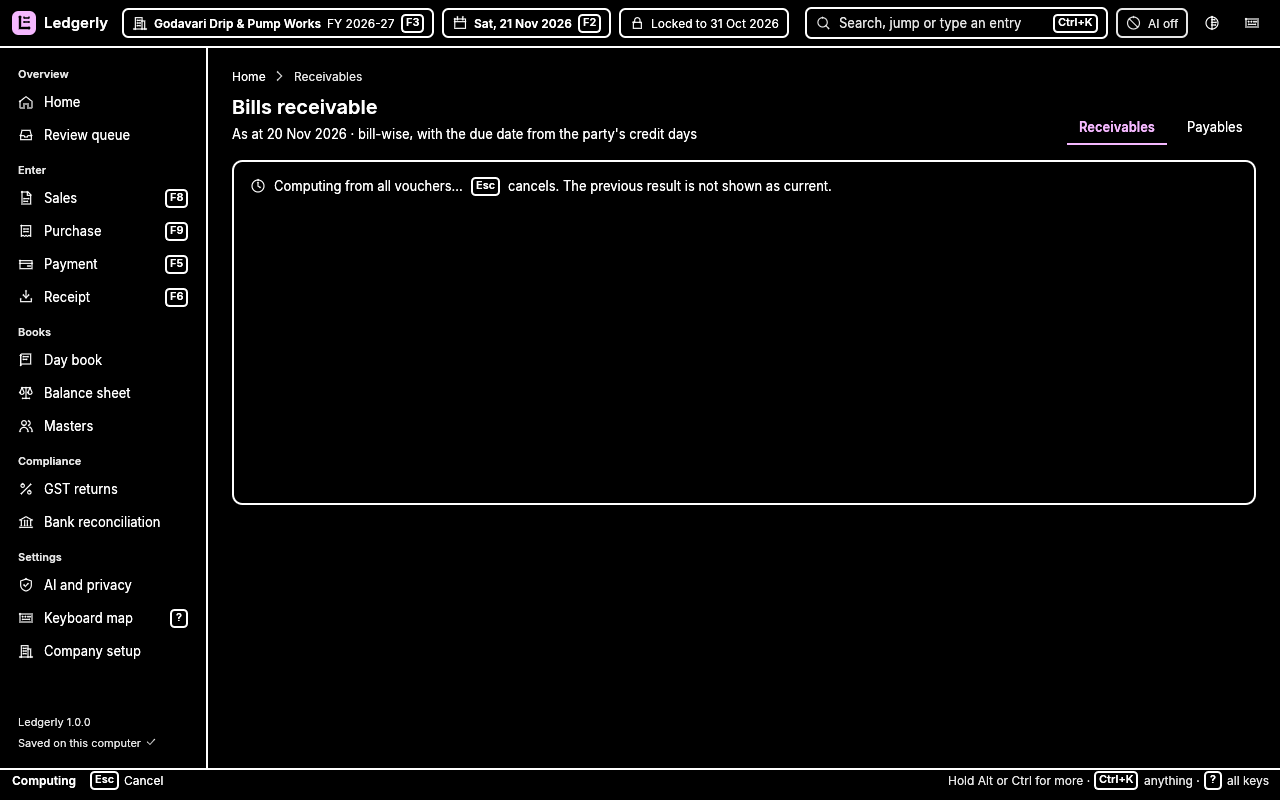 Ledgerly
Godavari Drip & Pump Works FY 2026-27 F3
Sat, 21 Nov 2026 F2
Locked to 31 Oct 2026
Search, jump or type an entry Ctrl+K
AI off
Overview
Home
Review queue
Enter
Sales F8
Purchase F9
Payment F5
Receipt F6
Books
Day book
Balance sheet
Masters
Compliance
GST returns
Bank reconciliation
Settings
AI and privacy
Keyboard map ?
Company setup
Ledgerly 1.0.0
Saved on this computer
Home Receivables
Bills receivable
As at 20 Nov 2026 · bill-wise, with the due date from the party's credit days
Receivables Payables
Computing from all vouchers... Esc cancels. The previous result is not shown as current.
Computing Esc Cancel
Hold Alt or Ctrl for more · Ctrl+K anything · ? all keys